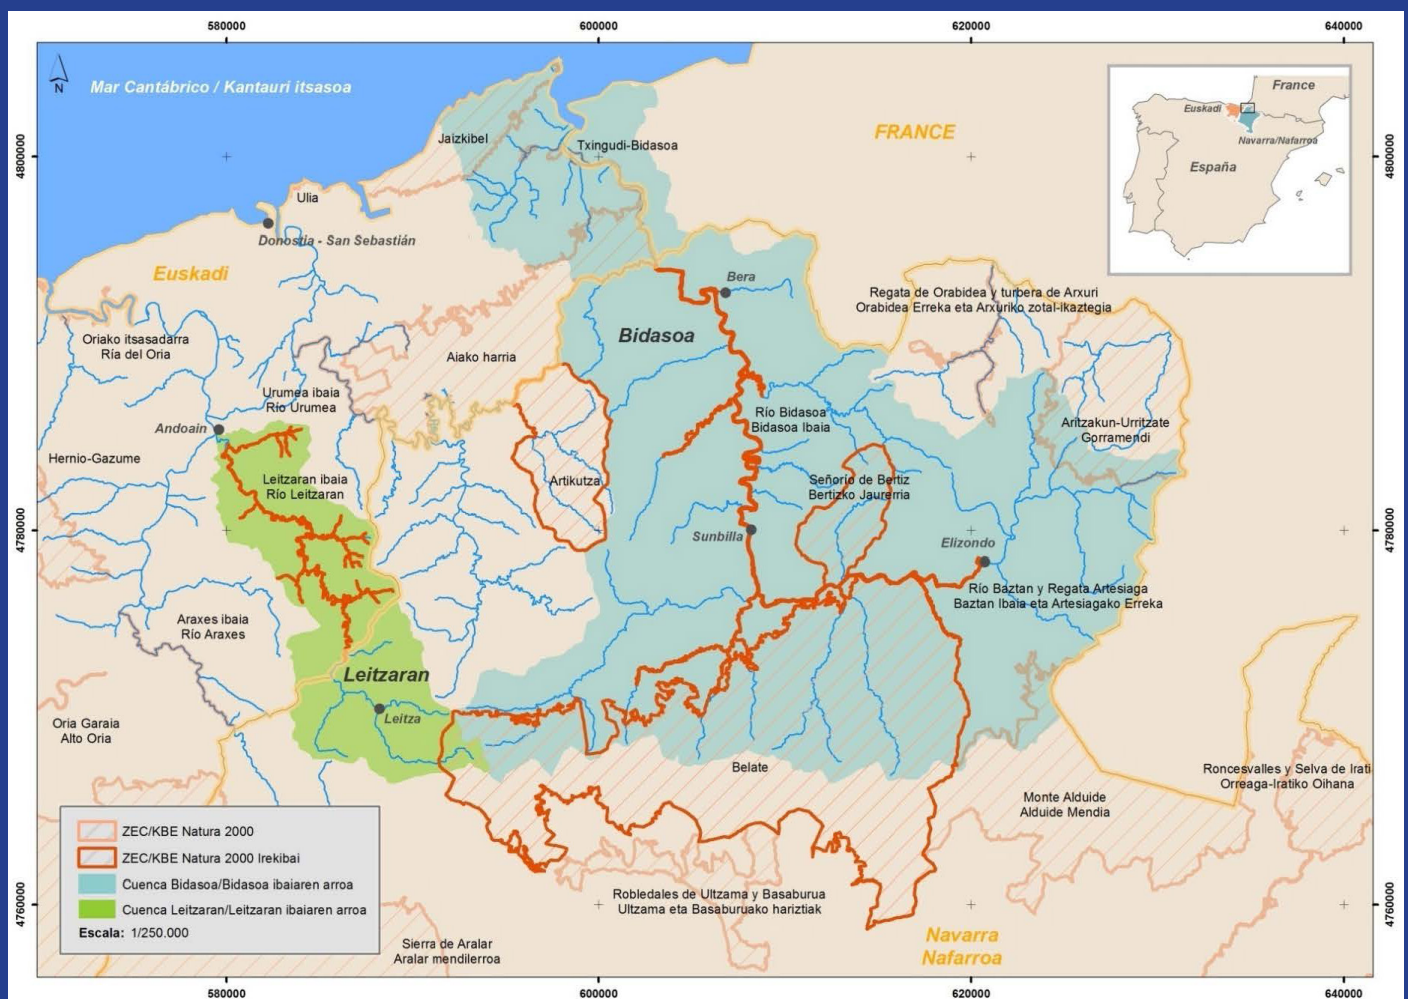 580000
600000
620000
640000
N
Mar Cantábrico / Kantauri itsasoa
France
Euskadi
Navarra/Nafarroa
España
FRANCE
Jaizkibel
Txingudi-Bidasoa
4800000
4800000
Ulia
Donostia - San Sebastián
Euskadi
Bera
Regata de Orabidea y turbera de Arxuri
Orabidea Erreka eta Arxuriko zotal-ikaztegia
Bidasoa
Oriako itsasadarra
Ría del Oria
Aiako harria
Urumea ibaia
Río Urumea
Río Bidasoa
Bidasoa Ibaia
Aritzakun-Urritzate
Gorramendi
Andoain
Hernio-Gazume
Leitzaran ibaia
Río Leitzaran
Artikutza
Señorío de Bertiz
Bertizko Jaurerria
4780000
4780000
Sunbilla
Elizondo
Río Baztan y Regata Artesiaga
Baztan Ibaia eta Artesiagako Erreka
Araxes ibaia
Río Araxes
Leitzaran
Leitza
Oria Garaia
Alto Oria
Belate
Roncesvalles y Selva de Irati
Orreaga-Iratiko Oihana
Monte Alduide
Alduide Mendia
ZEC/KBE Natura 2000
ZEC/KBE Natura 2000 Irekibai
Cuenca Bidasoa/Bidasoa ibaiaren arroa
Cuenca Leitzaran/Leitzaran ibaiaren arroa
Escala: 1/250.000
Robledales de Ultzama y Basaburua
Ultzama eta Basaburuako hariztiak
4760000
4760000
Sierra de Aralar
Aralar mendilerroa
Navarra
Nafarroa
580000
600000
620000
640000